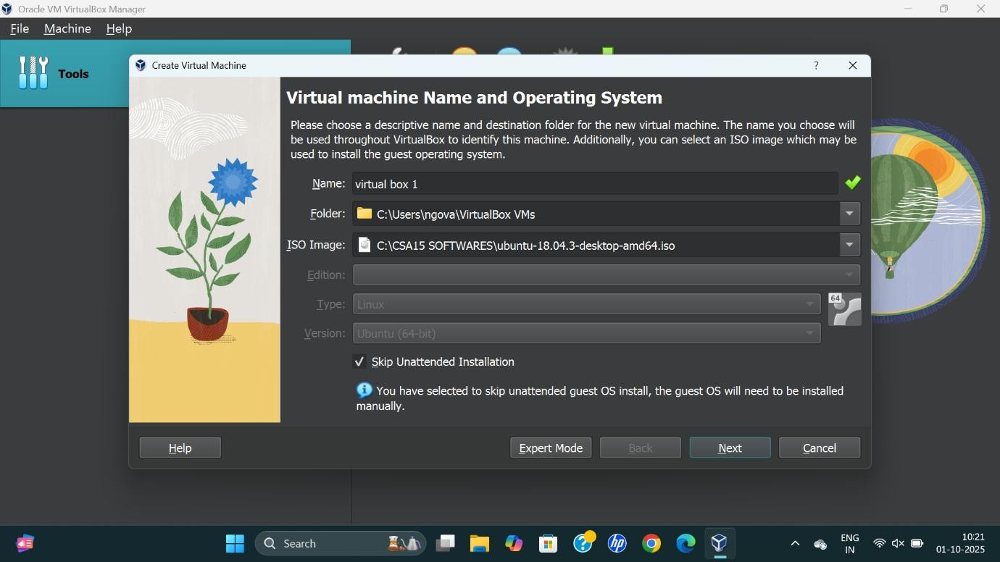 Oracle VM VirtualBox Manager
File Machine Help
Tools
Create Virtual Machine
?
Virtual machine Name and Operating System
Please choose a descriptive name and destination folder for the new virtual machine. The name you choose will
be used throughout VirtualBox to identify this machine. Additionally, you can select an ISO image which may be
used to install the guest operating system.
Name: virtual box 1
Folder: C:\Users\ngova\VirtualBox VMs
ISO Image: C:\CSA15 SOFTWARES\ubuntu-18.04.3-desktop-amd64.iso
Edition:
Type: Linux
64
Version: Ubuntu (64-bit)
Skip Unattended Installation
You have selected to skip unattended guest OS install, the guest OS will need to be installed
manually.
Help Expert Mode Back Next Cancel
Search
hp
ENG
IN
10:21
01-10-2025